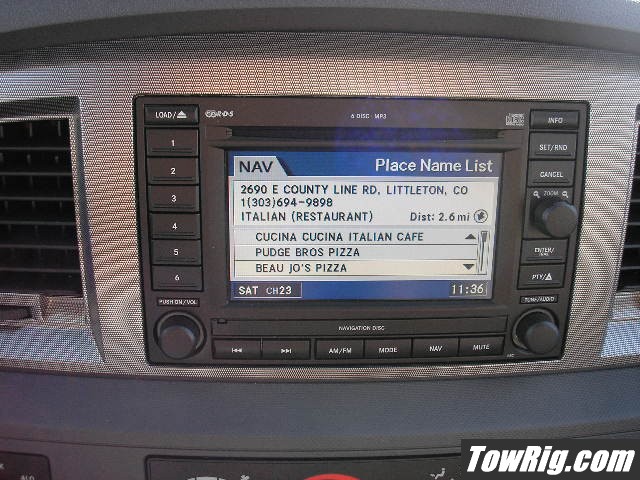 LOAD/▲ R·D·S 6 DISC · MP3 INFO
1 SET/RND
2 CANCEL
3 ZOOM
4
5 ENTER/
6 PTY/▲
PUSH ON/VOL TUNE/AUDIO
NAV Place Name List
2690 E COUNTY LINE RD, LITTLETON, CO
1(303)694-9898
ITALIAN (RESTAURANT) Dist: 2.6 mi
CUCINA CUCINA ITALIAN CAFE
PUDGE BROS PIZZA
BEAU JO'S PIZZA
SAT CH23 11:36
NAVIGATION DISC
AM/FM MODE NAV MUTE
TowRig.com